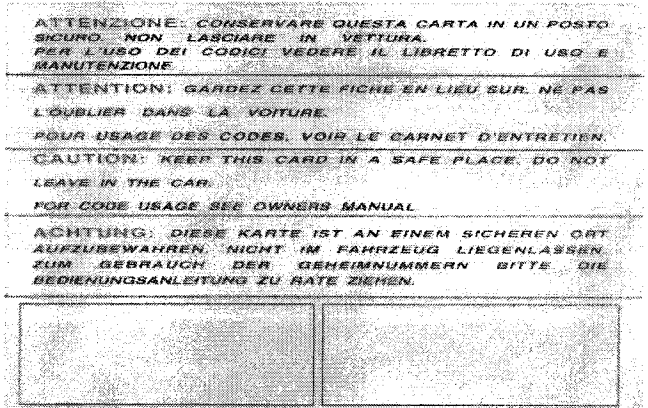 ATTENZIONE: CONSERVARE QUESTA CARTA IN UN POSTO
SICURO. NON LASCIARE IN VETTURA.
PER L'USO DEI CODICI VEDERE IL LIBRETTO DI USO E
MANUTENZIONE
ATTENTION: GARDEZ CETTE FICHE EN LIEU SUR. NE PAS
L'OUBLIER DANS LA VOITURE.
POUR USAGE DES CODES, VOIR LE CARNET D'ENTRETIEN.
CAUTION: KEEP THIS CARD IN A SAFE PLACE. DO NOT
LEAVE IN THE CAR.
FOR CODE USAGE SEE OWNERS MANUAL
ACHTUNG: DIESE KARTE IST AN EINEM SICHEREN ORT
AUFZUBEWAHREN. NICHT IM FAHRZEUG LIEGENLASSEN.
ZUM GEBRAUCH DER GEHEIMNUMMERN BITTE DIE
BEDIENUNGSANLEITUNG ZU RATE ZIEHEN.